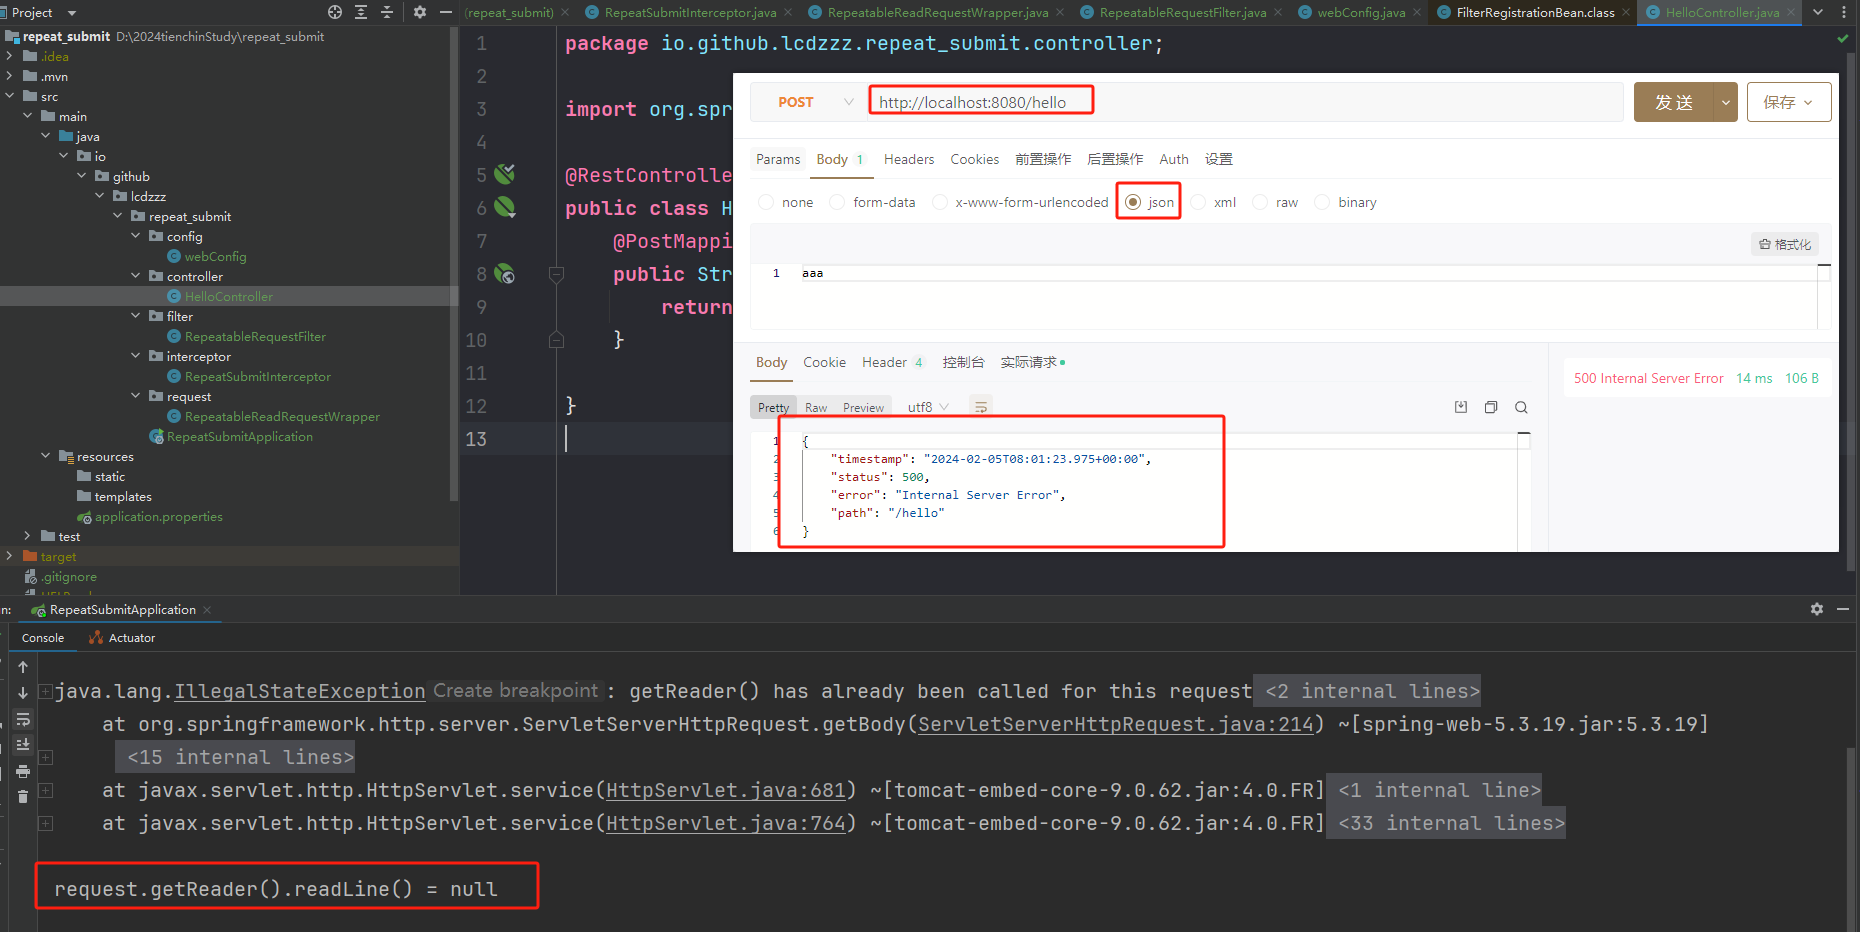 Project
(repeat_submit)
RepeatSubmitInterceptor.java
RepeatableReadRequestWrapper.java
RepeatableRequestFilter.java
webConfig.java
FilterRegistrationBean.class
HelloController.java
repeat_submit D:\2024tienchinStudy\repeat_submit
.idea
.mvn
src
main
java
io
github
lcdzzz
repeat_submit
config
webConfig
controller
HelloController
filter
RepeatableRequestFilter
interceptor
RepeatSubmitInterceptor
request
RepeatableReadRequestWrapper
RepeatSubmitApplication
resources
static
templates
application.properties
test
target
.gitignore
1 package io.github.lcdzzz.repeat_submit.controller;
2
3 import org.spr
4
5 @RestControlle
6 public class H
7 @PostMappi
8 public Str
9 return
10 }
11
12 }
13
POST http://localhost:8080/hello 发 送 保存
Params Body 1 Headers Cookies 前置操作 后置操作 Auth 设置
none form-data x-www-form-urlencoded json xml raw binary
格式化
1 aaa
Body Cookie Header 4 控制台 实际请求
500 Internal Server Error 14 ms 106 B
Pretty Raw Preview utf8
1 {
2 "timestamp": "2024-02-05T08:01:23.975+00:00",
3 "status": 500,
4 "error": "Internal Server Error",
5 "path": "/hello"
6 }
n: RepeatSubmitApplication
Console Actuator
java.lang.IllegalStateException Create breakpoint : getReader() has already been called for this request <2 internal lines>
at org.springframework.http.server.ServletServerHttpRequest.getBody(ServletServerHttpRequest.java:214) ~[spring-web-5.3.19.jar:5.3.19]
<15 internal lines>
at javax.servlet.http.HttpServlet.service(HttpServlet.java:681) ~[tomcat-embed-core-9.0.62.jar:4.0.FR] <1 internal line>
at javax.servlet.http.HttpServlet.service(HttpServlet.java:764) ~[tomcat-embed-core-9.0.62.jar:4.0.FR] <33 internal lines>
request.getReader().readLine() = null